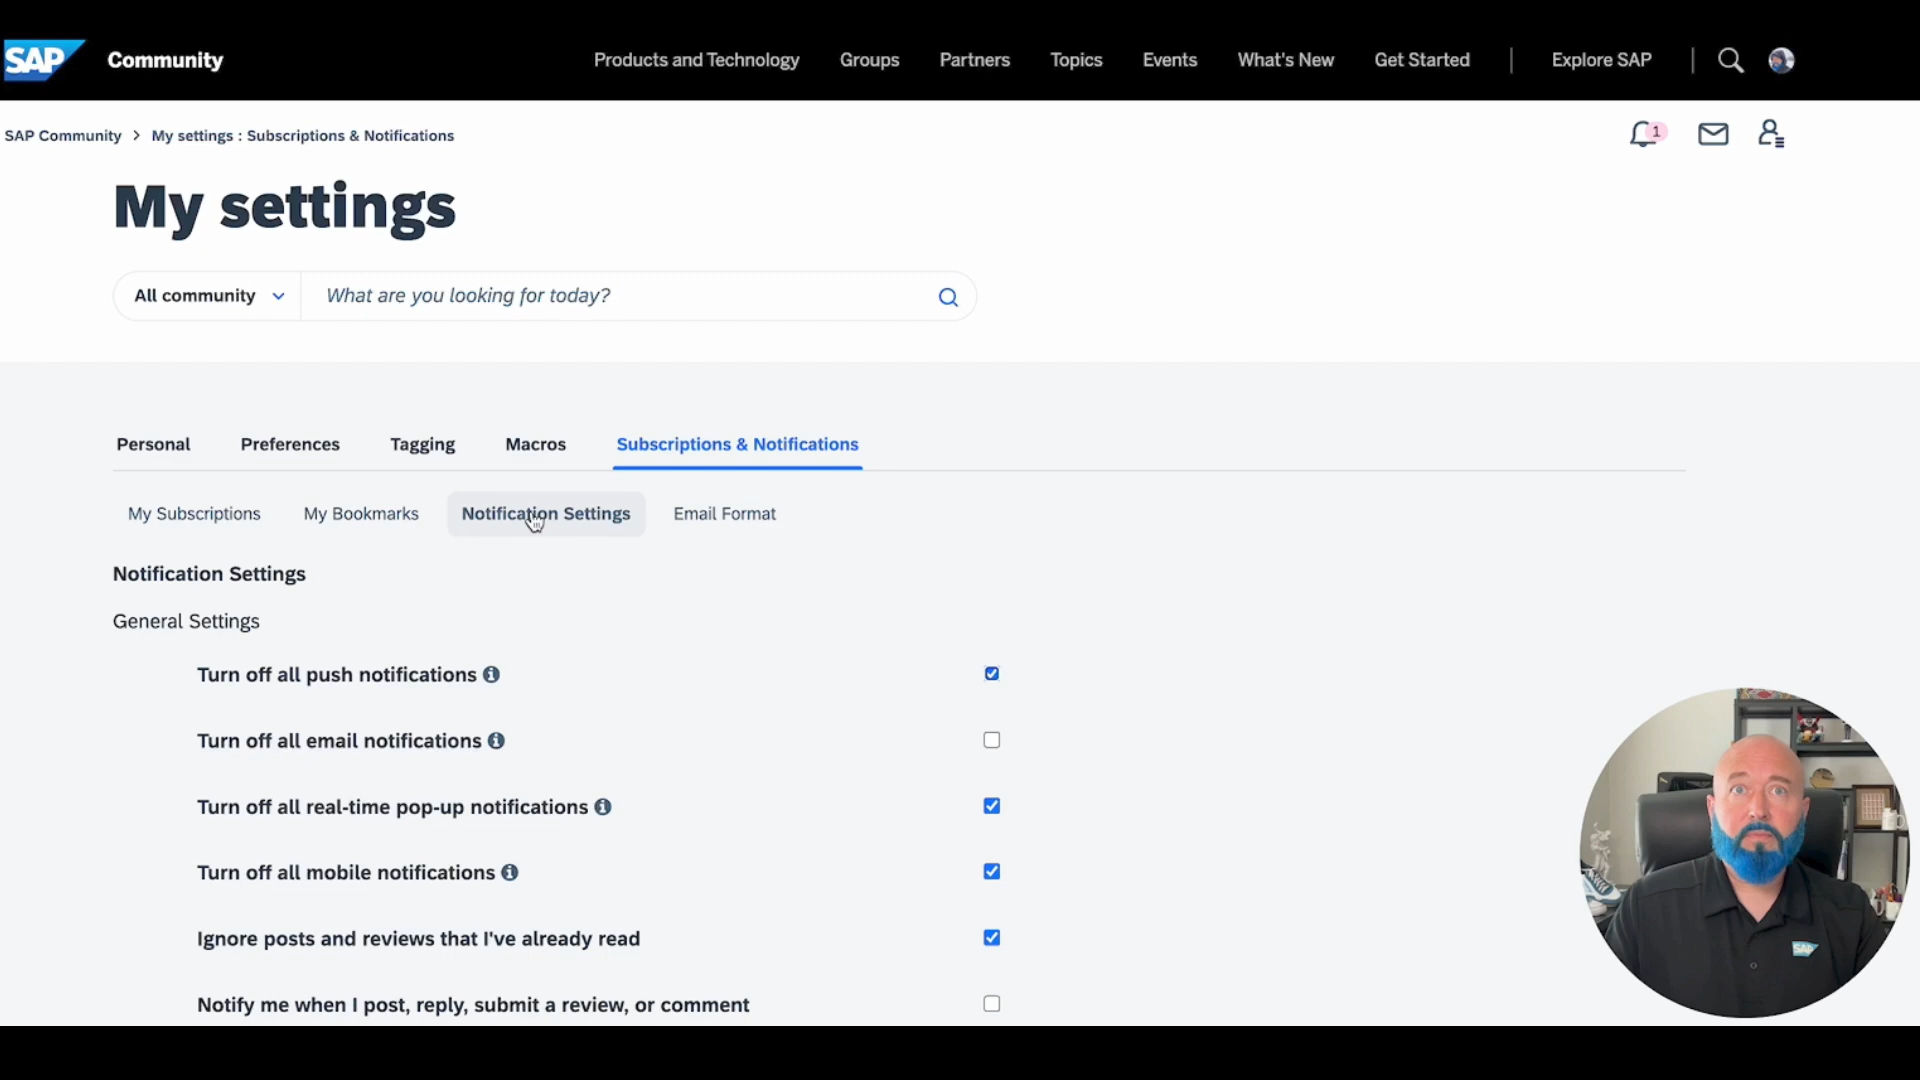 SAP Community
Products and Technology Groups Partners Topics Events What's New Get Started | Explore SAP |
SAP Community > My settings : Subscriptions & Notifications
1
My settings
All community What are you looking for today?
Personal Preferences Tagging Macros Subscriptions & Notifications
My Subscriptions My Bookmarks Notification Settings Email Format
Notification Settings
General Settings
Turn off all push notifications
Turn off all email notifications
Turn off all real-time pop-up notifications
Turn off all mobile notifications
Ignore posts and reviews that I've already read
Notify me when I post, reply, submit a review, or comment
SAP